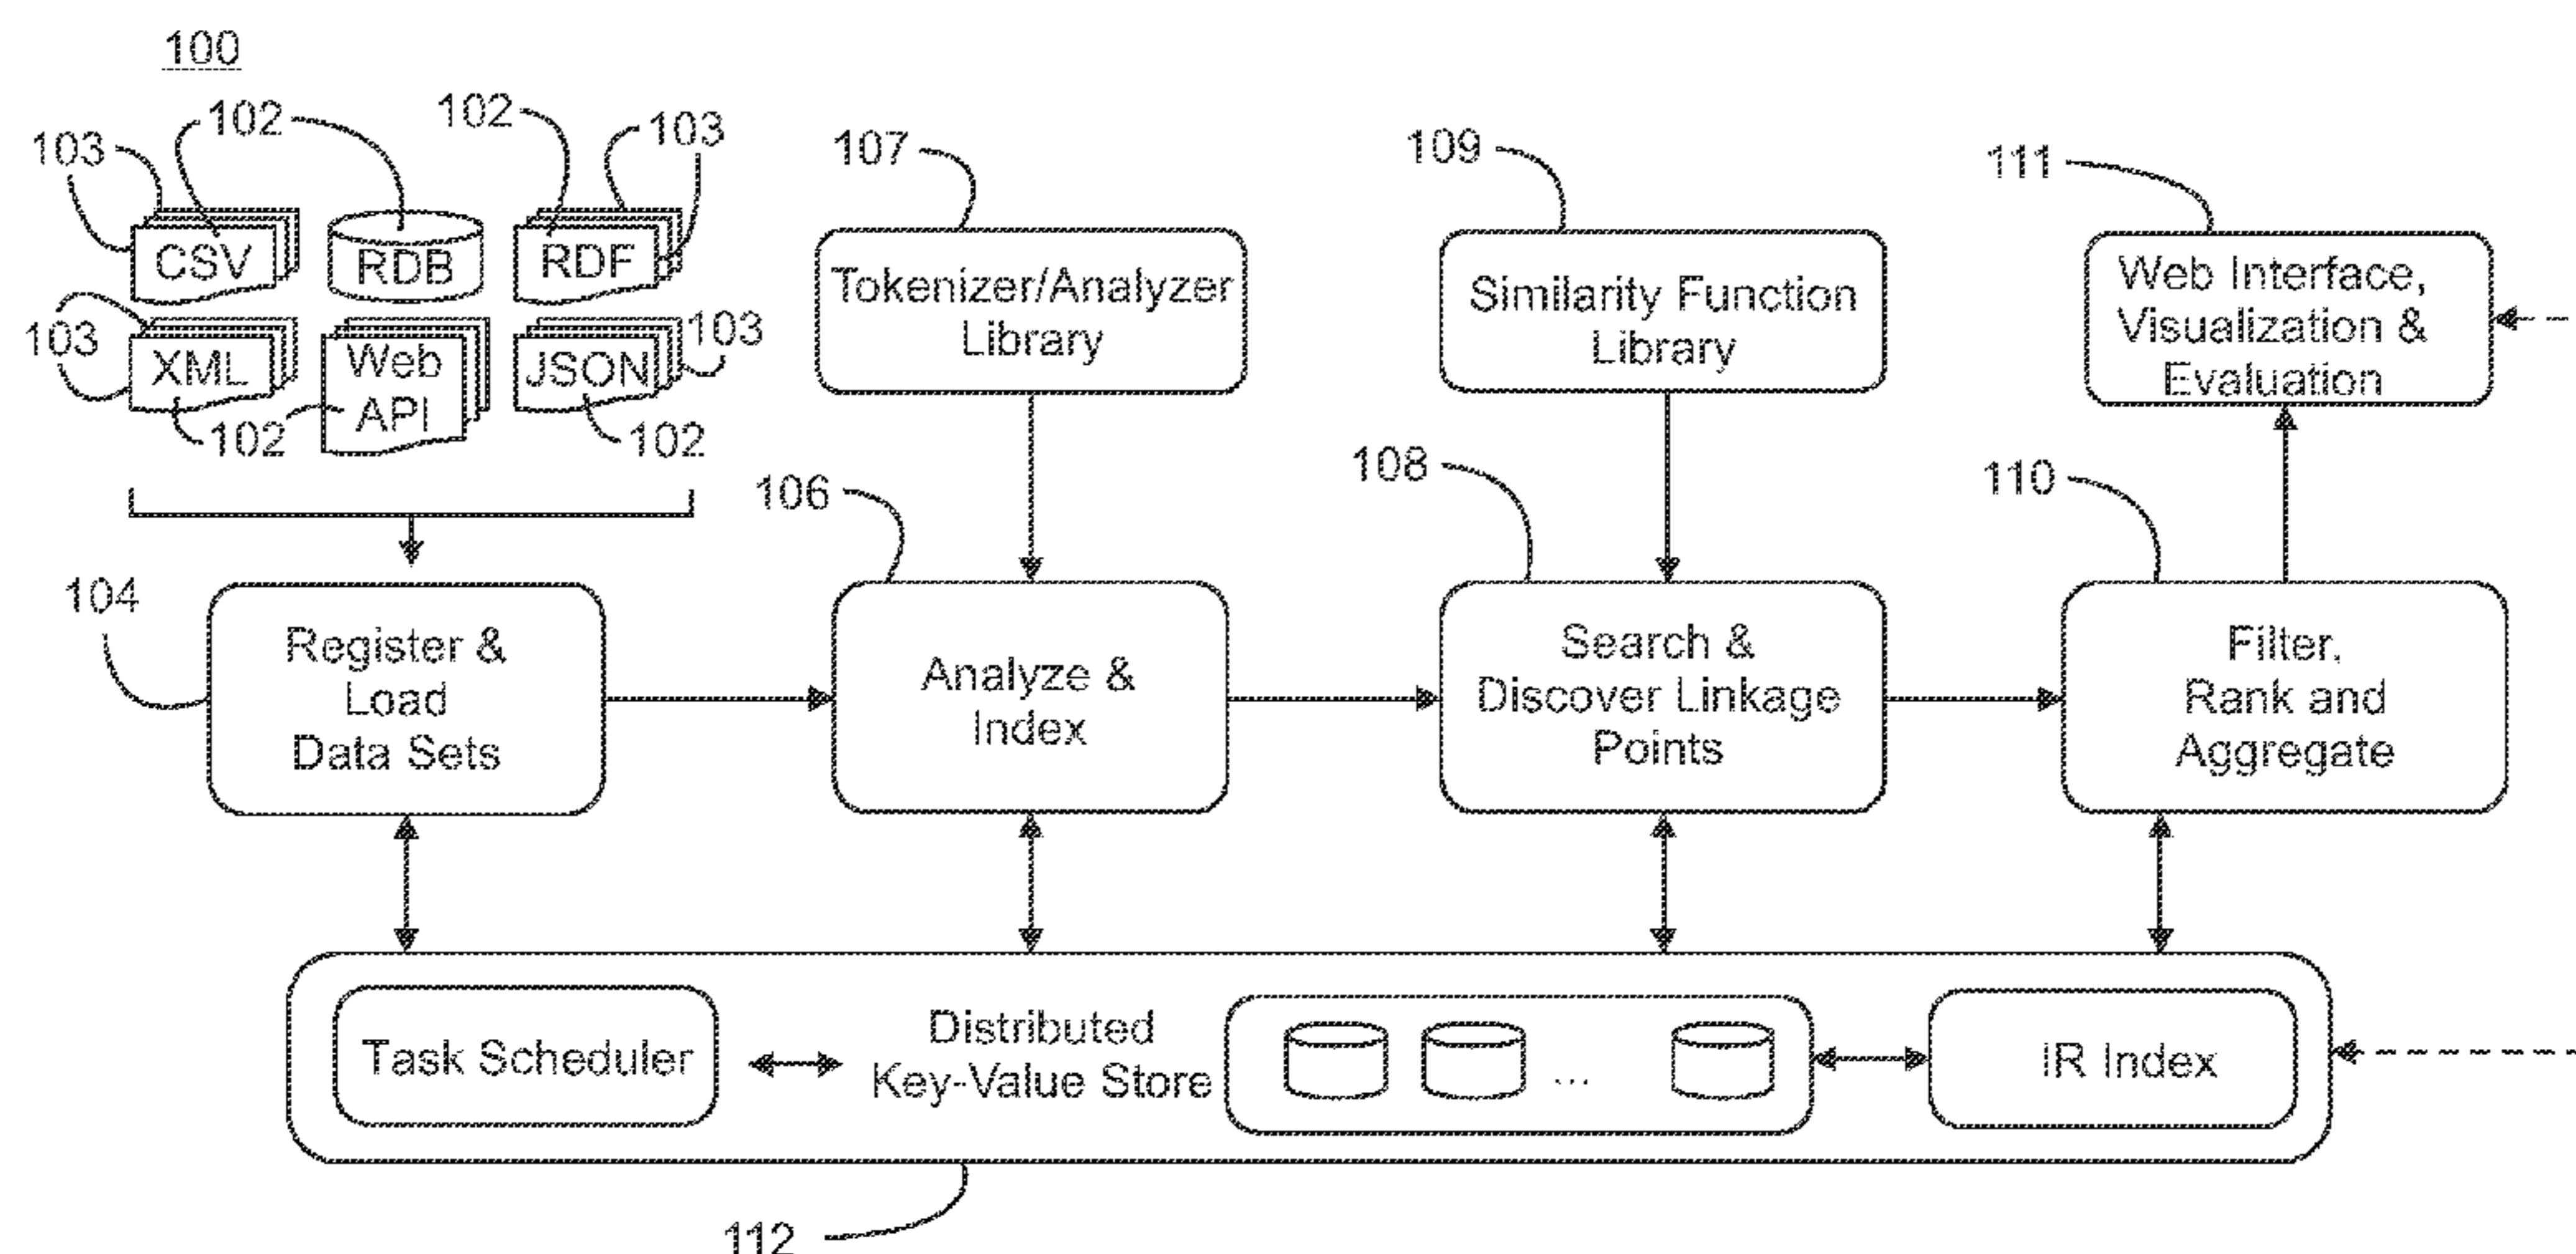 100
102
102
103
103
107
109
111
CSV
RDB
RDF
Tokenizer/Analyzer
Library
Similarity Function
Library
Web Interface,
Visualization &
Evaluation
103
XML
Web
API
JSON
103
102
102
106
108
110
104
Register &
Load
Data Sets
Analyze &
Index
Search &
Discover Linkage
Points
Filter,
Rank and
Aggregate
Task Scheduler
Distributed
Key-Value Store
...
IR Index
112